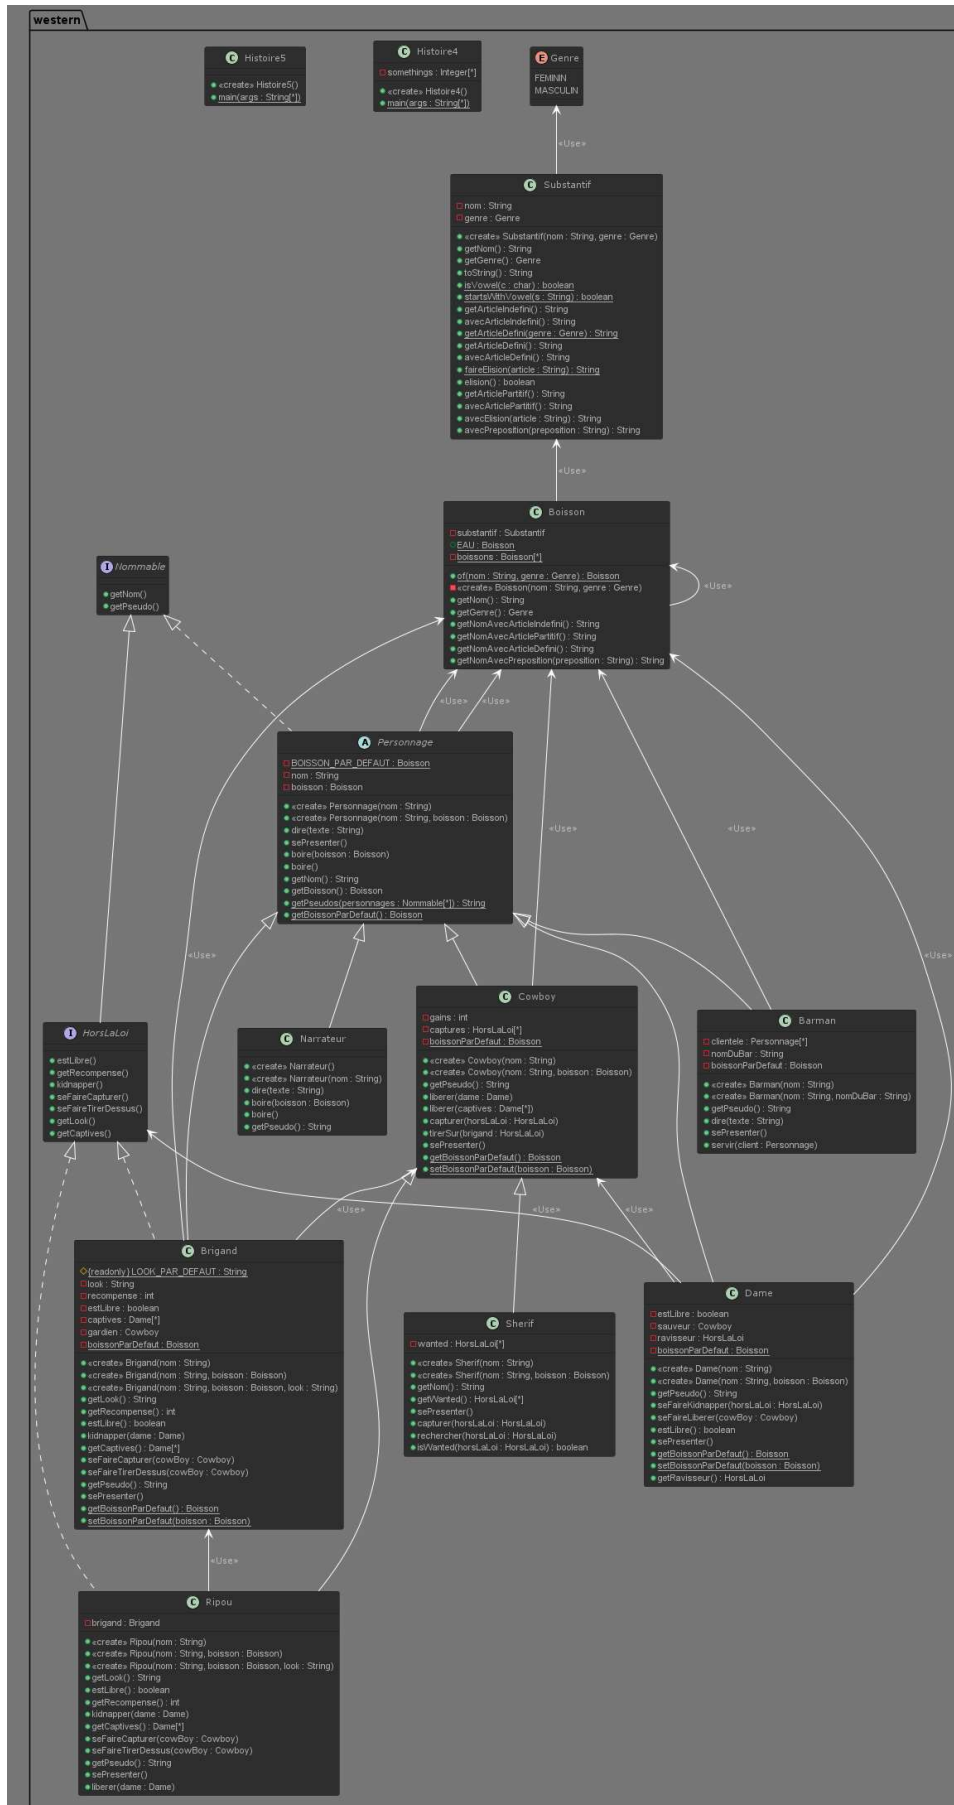 western
Histoire5
«create» Histoire5()
main(args : String[*])
Histoire4
somethings : Integer[*]
«create» Histoire4()
main(args : String[*])
Genre
FEMININ
MASCULIN
«Use»
Substantif
nom : String
genre : Genre
«create» Substantif(nom : String, genre : Genre)
getNom() : String
getGenre() : Genre
toString() : String
isVowel(c : char) : boolean
startsWithVowel(s : String) : boolean
getArticleIndefini() : String
avecArticleIndefini() : String
getArticleDefini(genre : Genre) : String
getArticleDefini() : String
avecArticleDefini() : String
faireElision(article : String) : String
elision() : boolean
getArticlePartitif() : String
avecArticlePartitif() : String
avecElision(article : String) : String
avecPreposition(preposition : String) : String
«Use»
Boisson
substantif : Substantif
EAU : Boisson
boissons : Boisson[*]
of(nom : String, genre : Genre) : Boisson
«create» Boisson(nom : String, genre : Genre)
getNom() : String
getGenre() : Genre
getNomAvecArticleIndefini() : String
getNomAvecArticlePartitif() : String
getNomAvecArticleDefini() : String
getNomAvecPreposition(preposition : String) : String
«Use»
Nommable
getNom()
getPseudo()
«Use»
«Use»
Personnage
BOISSON_PAR_DEFAUT : Boisson
nom : String
boisson : Boisson
«create» Personnage(nom : String)
«create» Personnage(nom : String, boisson : Boisson)
dire(texte : String)
sePresenter()
boire(boisson : Boisson)
boire()
getNom() : String
getBoisson() : Boisson
getPseudos(personnages : Nommable[*]) : String
getBoissonParDefaut() : Boisson
«Use»
«Use»
«Use»
«Use»
HorsLaLoi
estLibre()
getRecompense()
kidnapper()
seFaireCapturer()
seFaireTirerDessus()
getLook()
getCaptives()
Narrateur
«create» Narrateur()
«create» Narrateur(nom : String)
dire(texte : String)
boire(boisson : Boisson)
boire()
getPseudo() : String
Cowboy
gains : int
captures : HorsLaLoi[*]
boissonParDefaut : Boisson
«create» Cowboy(nom : String)
«create» Cowboy(nom : String, boisson : Boisson)
getPseudo() : String
liberer(dame : Dame)
liberer(captives : Dame[*])
capturer(horsLaLoi : HorsLaLoi)
tirerSur(brigand : HorsLaLoi)
sePresenter()
getBoissonParDefaut() : Boisson
setBoissonParDefaut(boisson : Boisson)
Barman
clientele : Personnage[*]
nomDuBar : String
boissonParDefaut : Boisson
«create» Barman(nom : String)
«create» Barman(nom : String, nomDuBar : String)
getPseudo() : String
dire(texte : String)
sePresenter()
servir(client : Personnage)
«Use»
«Use»
«Use»
Brigand
{readonly} LOOK_PAR_DEFAUT : String
look : String
recompense : int
estLibre : boolean
captives : Dame[*]
gardien : Cowboy
boissonParDefaut : Boisson
«create» Brigand(nom : String)
«create» Brigand(nom : String, boisson : Boisson)
«create» Brigand(nom : String, boisson : Boisson, look : String)
getLook() : String
getRecompense() : int
estLibre() : boolean
kidnapper(dame : Dame)
getCaptives() : Dame[*]
seFaireCapturer(cowBoy : Cowboy)
seFaireTirerDessus(cowBoy : Cowboy)
getPseudo() : String
sePresenter()
getBoissonParDefaut() : Boisson
setBoissonParDefaut(boisson : Boisson)
Sherif
wanted : HorsLaLoi[*]
«create» Sherif(nom : String)
«create» Sherif(nom : String, boisson : Boisson)
getNom() : String
getWanted() : HorsLaLoi[*]
sePresenter()
capturer(horsLaLoi : HorsLaLoi)
rechercher(horsLaLoi : HorsLaLoi)
isWanted(horsLaLoi : HorsLaLoi) : boolean
Dame
estLibre : boolean
sauveur : Cowboy
ravisseur : HorsLaLoi
boissonParDefaut : Boisson
«create» Dame(nom : String)
«create» Dame(nom : String, boisson : Boisson)
getPseudo() : String
seFaireKidnapper(horsLaLoi : HorsLaLoi)
seFaireLiberer(cowBoy : Cowboy)
estLibre() : boolean
sePresenter()
getBoissonParDefaut() : Boisson
setBoissonParDefaut(boisson : Boisson)
getRavisseur() : HorsLaLoi
«Use»
Ripou
brigand : Brigand
«create» Ripou(nom : String)
«create» Ripou(nom : String, boisson : Boisson)
«create» Ripou(nom : String, boisson : Boisson, look : String)
getLook() : String
estLibre() : boolean
getRecompense() : int
kidnapper(dame : Dame)
getCaptives() : Dame[*]
seFaireCapturer(cowBoy : Cowboy)
seFaireTirerDessus(cowBoy : Cowboy)
getPseudo() : String
sePresenter()
liberer(dame : Dame)